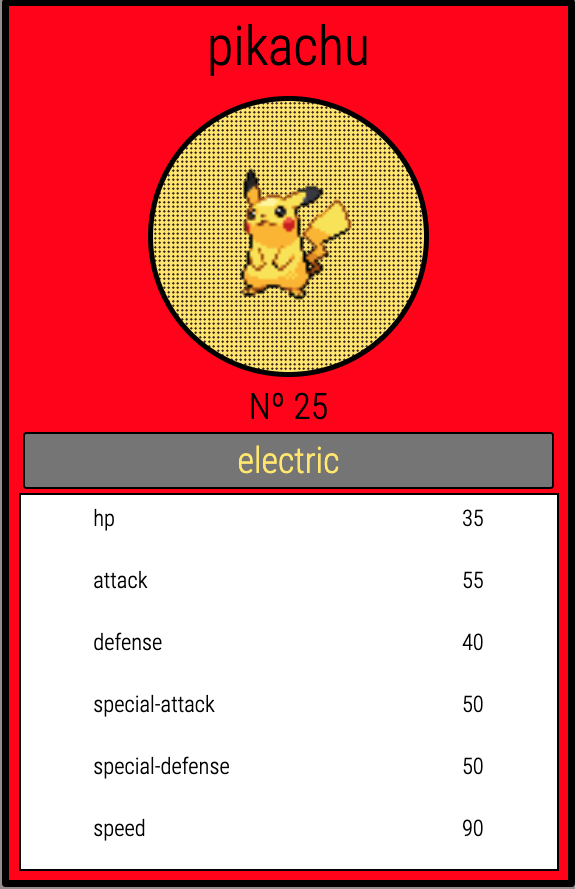 pikachu
Nº 25
electric
hp 35
attack 55
defense 40
special-attack 50
special-defense 50
speed 90